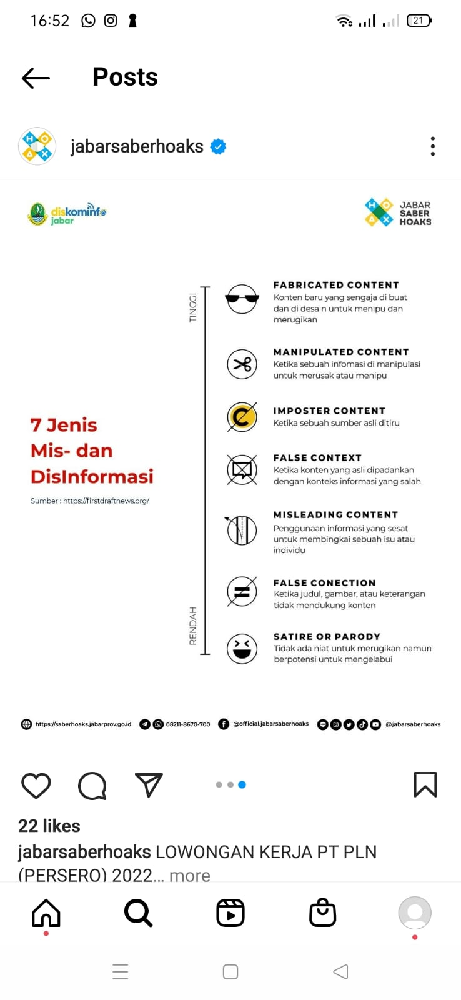 16:52
21
Posts
jabarsaberhoaks
diskominfo
jabar
H O A X
JABAR
SABER
HOAKS
TINGGI
RENDAH
7 Jenis
Mis- dan
DisInformasi
Sumber : https://firstdraftnews.org/
FABRICATED CONTENT
Konten baru yang sengaja di buat
dan di desain untuk menipu dan
merugikan
MANIPULATED CONTENT
Ketika sebuah infomasi di manipulasi
untuk merusak atau menipu
IMPOSTER CONTENT
Ketika sebuah sumber asli ditiru
FALSE CONTEXT
Ketika konten yang asli dipadankan
dengan konteks informasi yang salah
MISLEADING CONTENT
Penggunaan informasi yang sesat
untuk membingkai sebuah isu atau
individu
FALSE CONECTION
Ketika judul, gambar, atau keterangan
tidak mendukung konten
SATIRE OR PARODY
Tidak ada niat untuk merugikan namun
berpotensi untuk mengelabui
https://saberhoaks.jabarprov.go.id 08211-8670-700 @official.jabarsaberhoaks @jabarsaberhoaks
22 likes
jabarsaberhoaks LOWONGAN KERJA PT PLN
(PERSERO) 2022... more